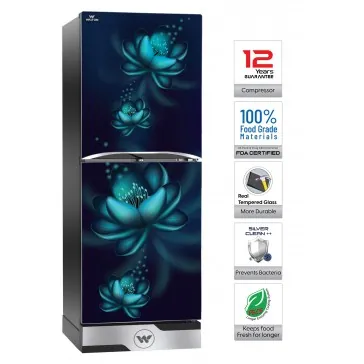 WALTON
12
Years
GUARANTEE
Compressor
100%
Food Grade
Materials
FDA CERTIFIED
Real
Tempered Glass
More Durable
SILVER
CLEAN ++
Prevents Bacteria
Keeps food
Fresh for longer
W